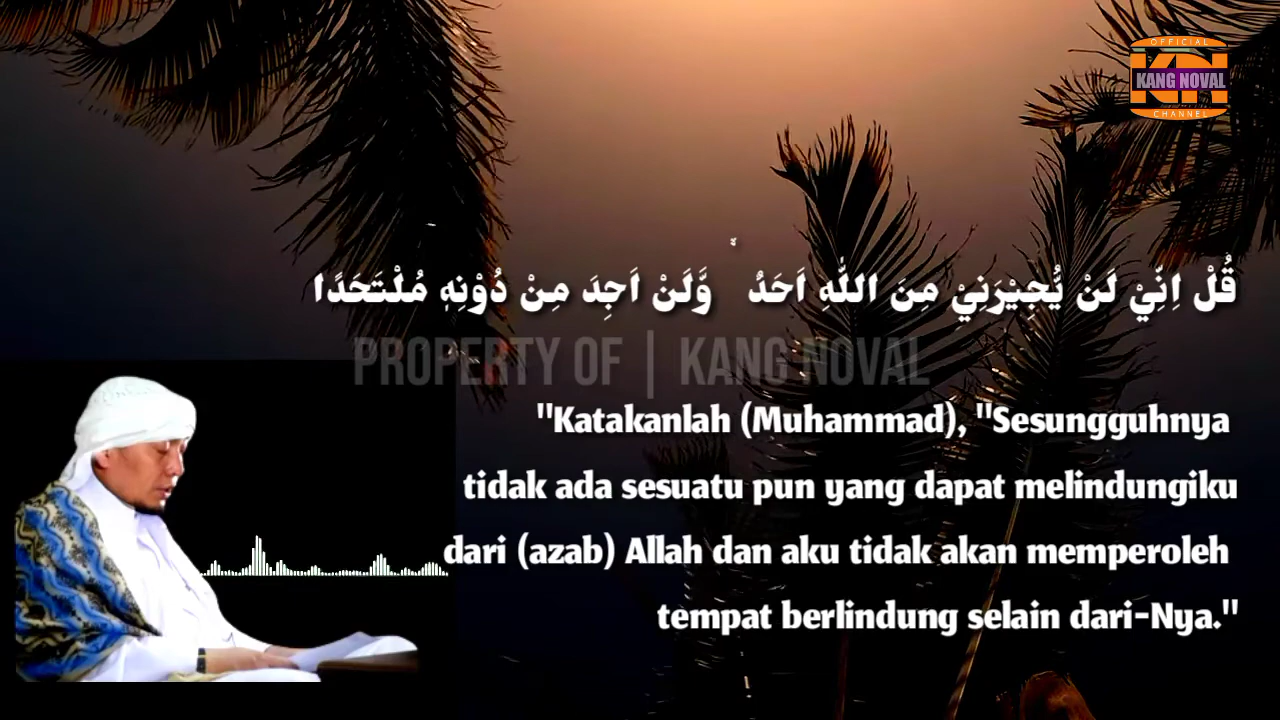 OFFICIAL
KN
KANG NOVAL
CHANNEL
قُلْ اِنِّيْ لَنْ يُّجِيْرَنِيْ مِنَ اللّٰهِ اَحَدٌ ۙ وَّلَنْ اَجِدَ مِنْ دُوْنِهٖ مُلْتَحَدًا
PROPERTY OF | KANG NOVAL
"Katakanlah (Muhammad), "Sesungguhnya
tidak ada sesuatu pun yang dapat melindungiku
dari (azab) Allah dan aku tidak akan memperoleh
tempat berlindung selain dari-Nya."